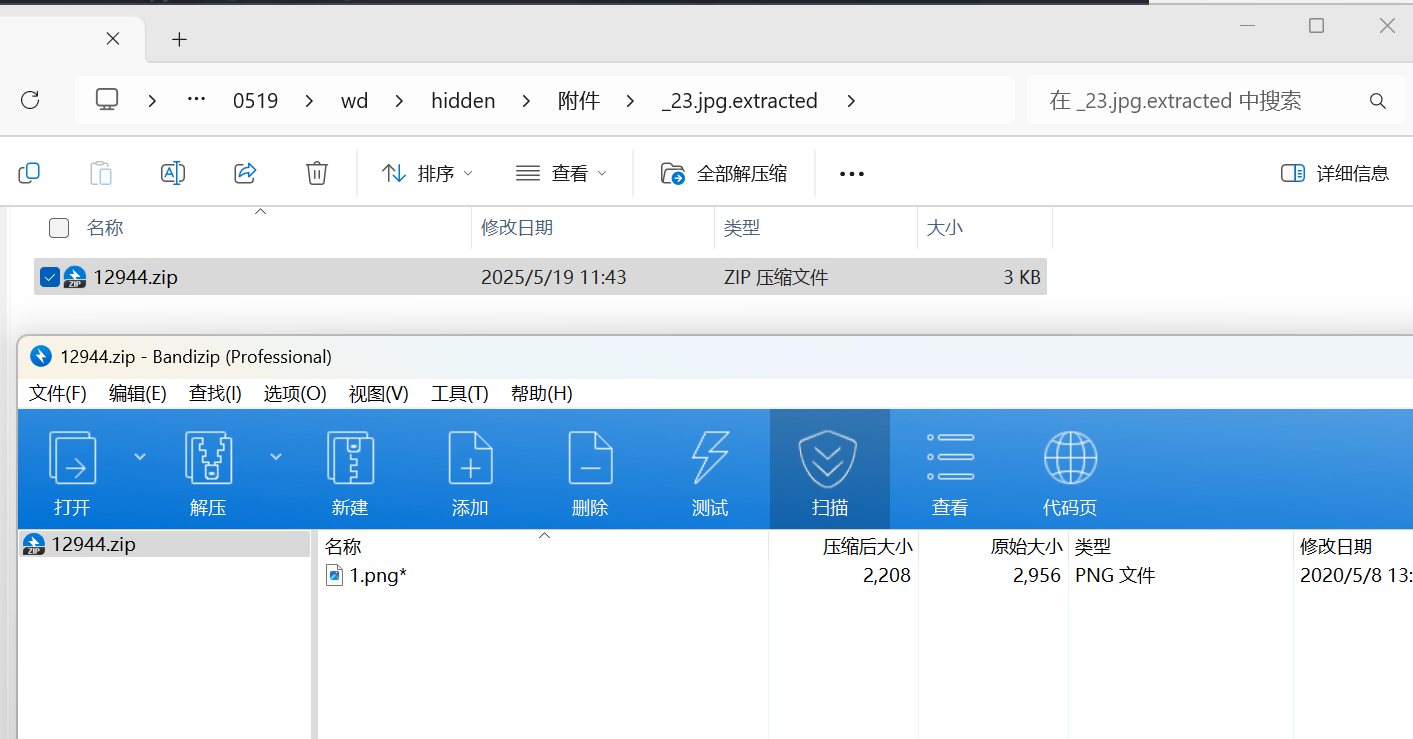 0519 wd hidden 附件 _23.jpg.extracted 在 _23.jpg.extracted 中搜索
排序 查看 全部解压缩 详细信息
名称 修改日期 类型 大小
12944.zip 2025/5/19 11:43 ZIP 压缩文件 3 KB
12944.zip - Bandizip (Professional)
文件(F) 编辑(E) 查找(I) 选项(O) 视图(V) 工具(T) 帮助(H)
打开 解压 新建 添加 删除 测试 扫描 查看 代码页
12944.zip 名称 压缩后大小 原始大小 类型 修改日期
1.png* 2,208 2,956 PNG 文件 2020/5/8 13: